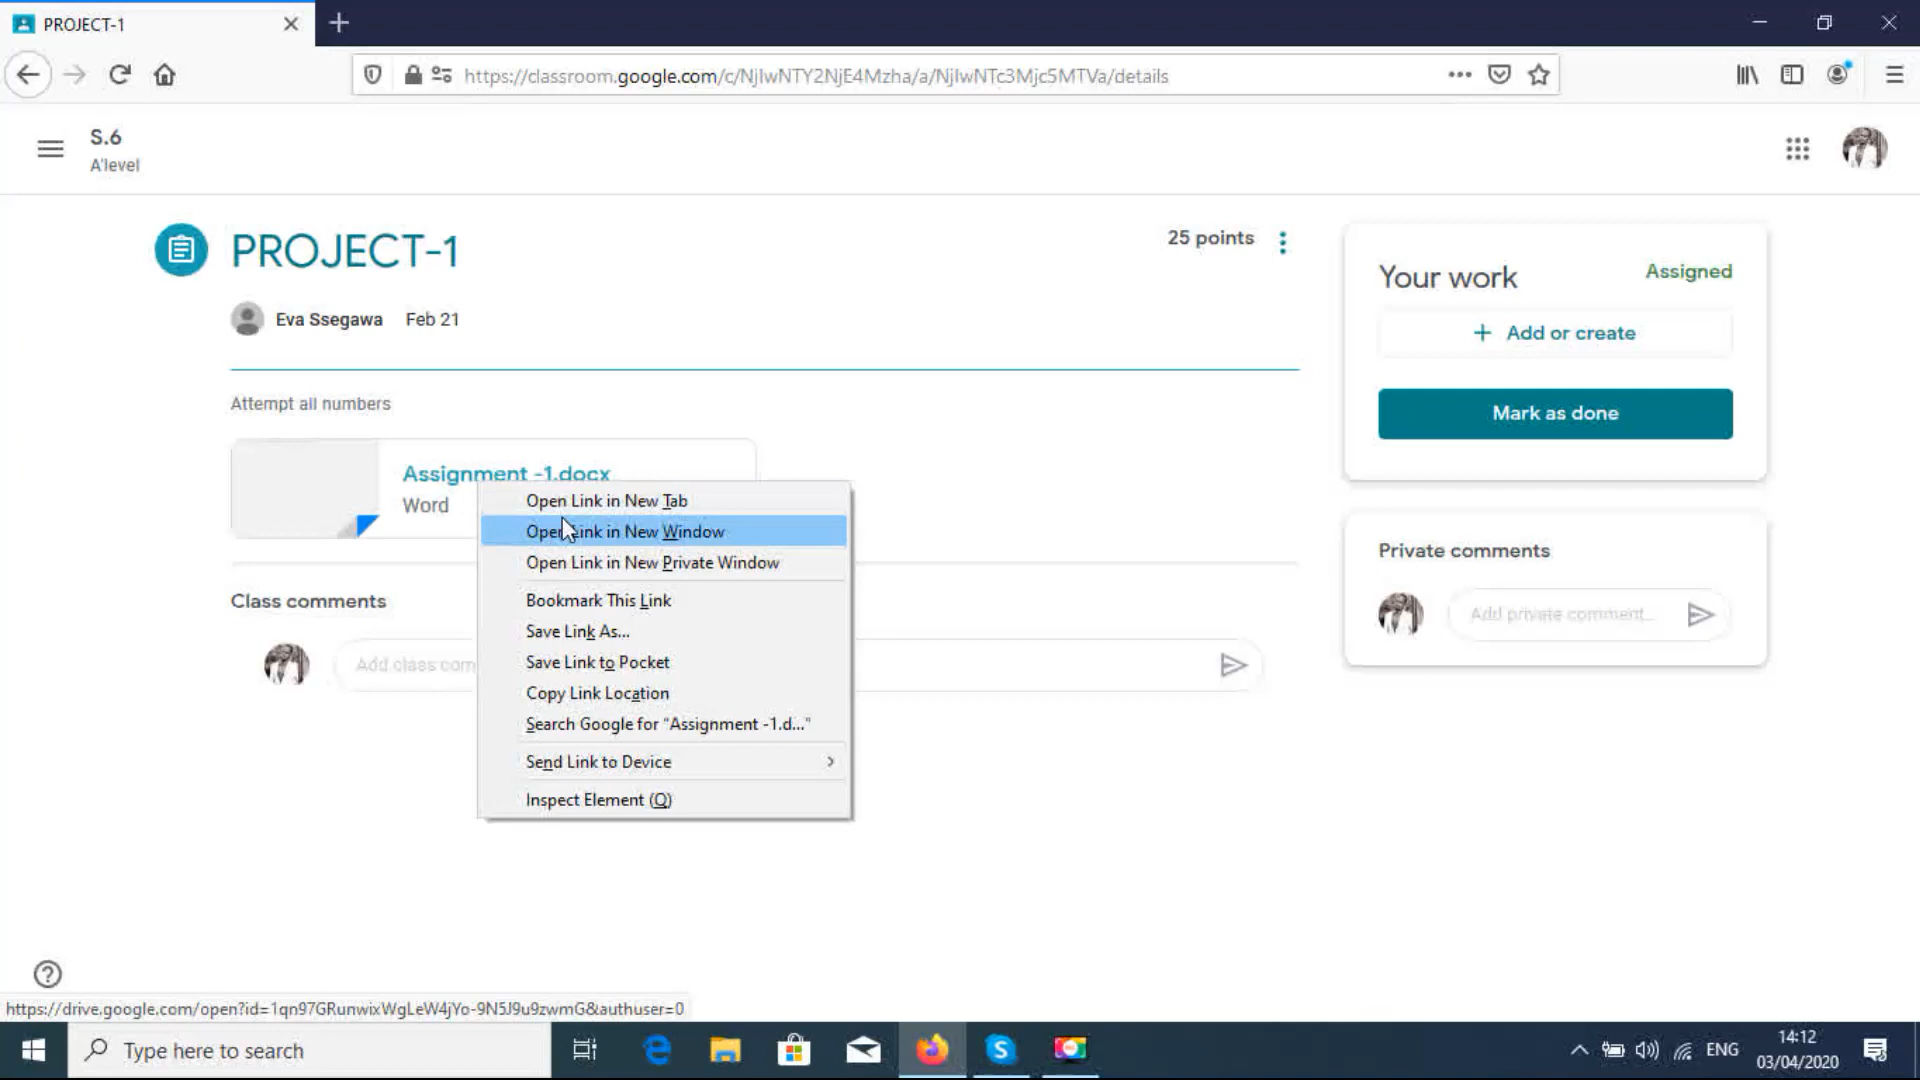 PROJECT-1
https://classroom.google.com/c/NjIwNTY2NjE4Mzha/a/NjIwNTc3Mjc5MTVa/details
S.6
A'level
PROJECT-1
25 points
Eva Ssegawa Feb 21
Attempt all numbers
Assignment -1.docx
Word
Class comments
Add class com
Open Link in New Tab
Open Link in New Window
Open Link in New Private Window
Bookmark This Link
Save Link As...
Save Link to Pocket
Copy Link Location
Search Google for "Assignment -1.d..."
Send Link to Device
Inspect Element (Q)
Your work
Assigned
+ Add or create
Mark as done
Private comments
Add private comment...
https://drive.google.com/open?id=1qn97GRunwixWgLeW4jYo-9N5J9u9zwmG&authuser=0
Type here to search
ENG
14:12
03/04/2020